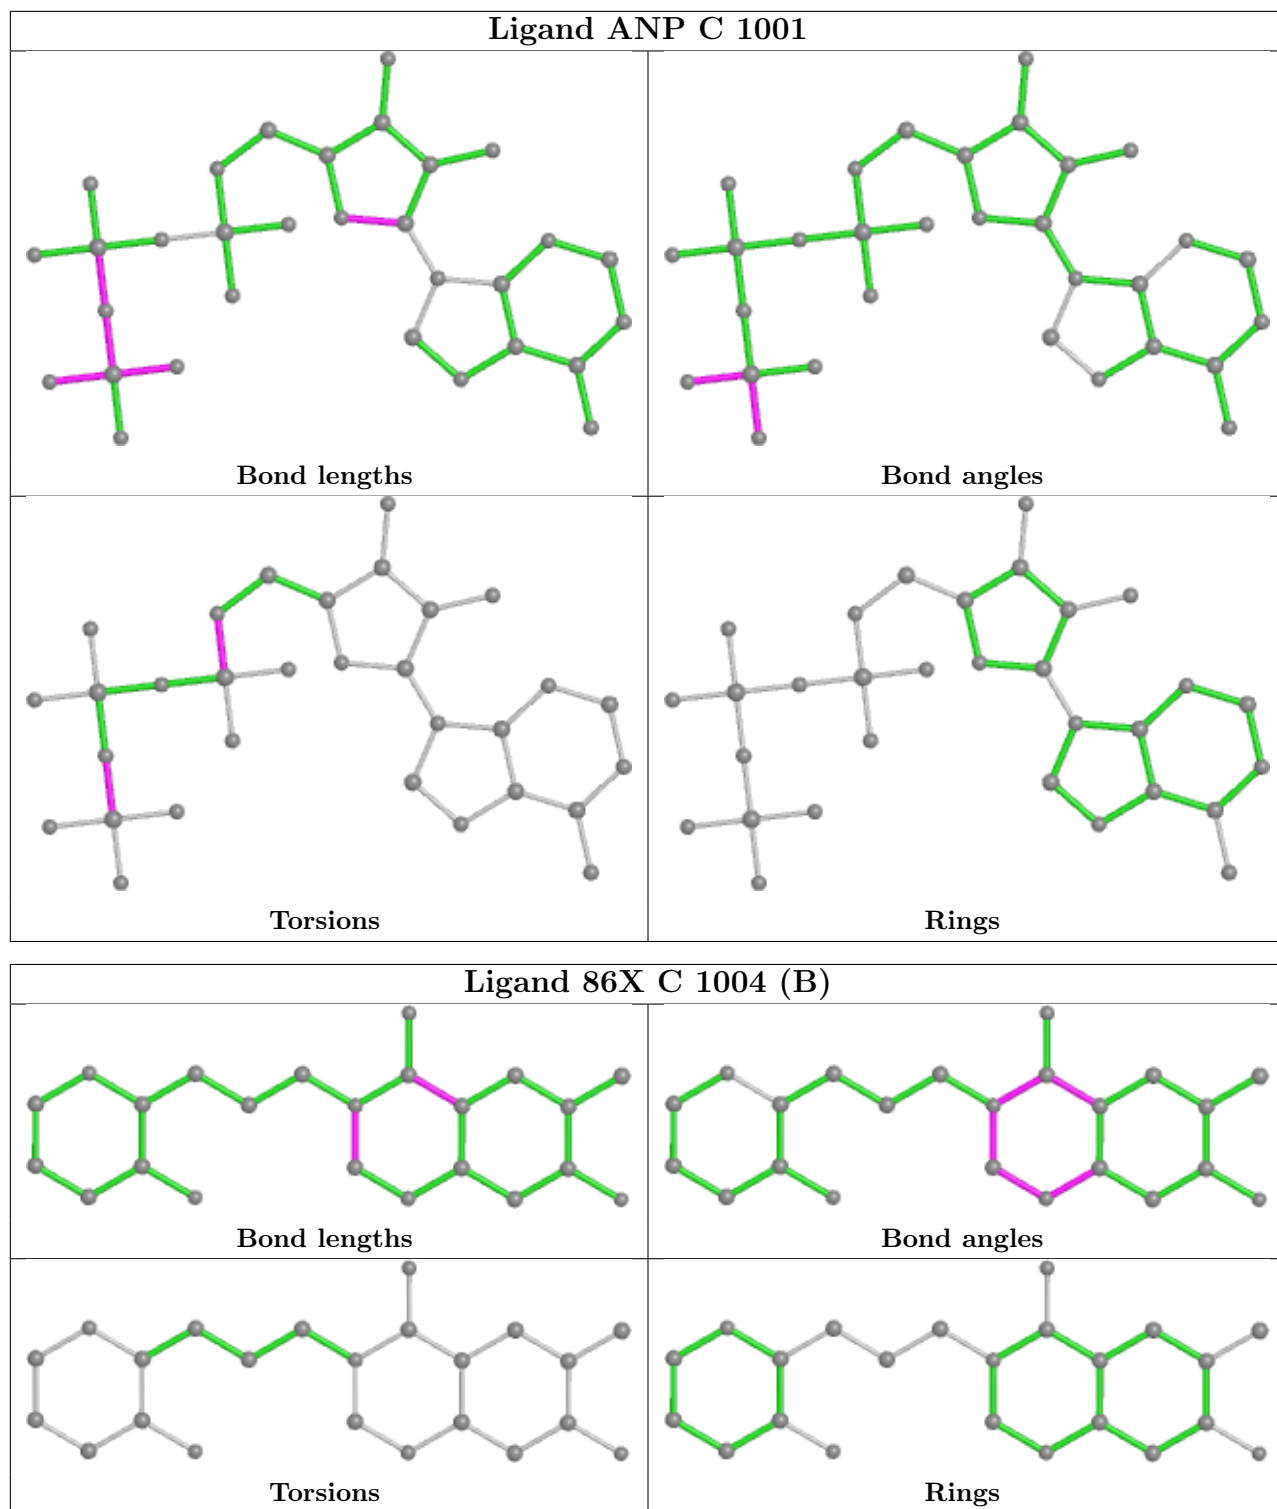 Ligand ANP C 1001
Bond lengths
Bond angles
Torsions
Rings
Ligand 86X C 1004 (B)
Bond lengths
Bond angles
Torsions
Rings